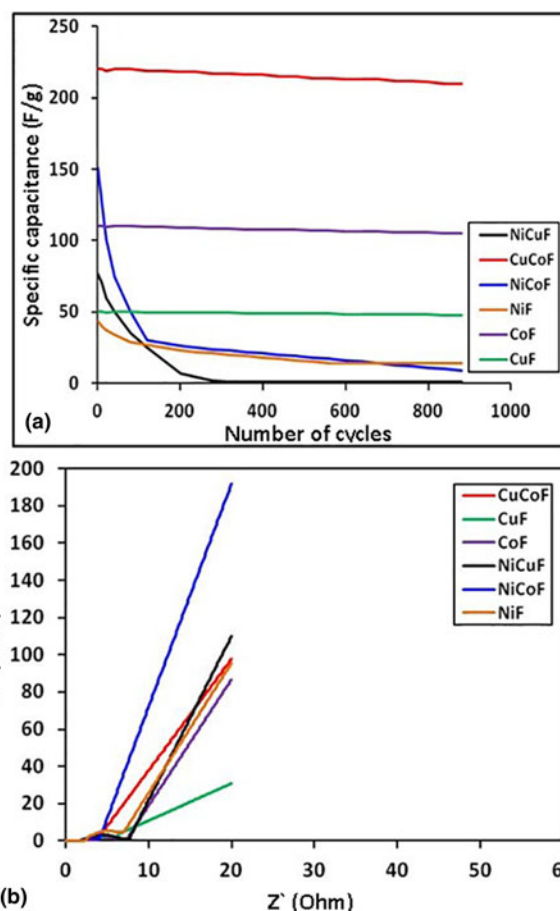 250
200
150
100
50
0
Specific capacitance (F/g)
NiCuF
CuCoF
NiCoF
NiF
CoF
CuF
0 200 400 600 800 1000
Number of cycles
(a)
200
180
160
140
120
100
80
60
40
20
0
CuCoF
CuF
CoF
NiCuF
NiCoF
NiF
0 10 20 30 40 50
Z` (Ohm)
(b)